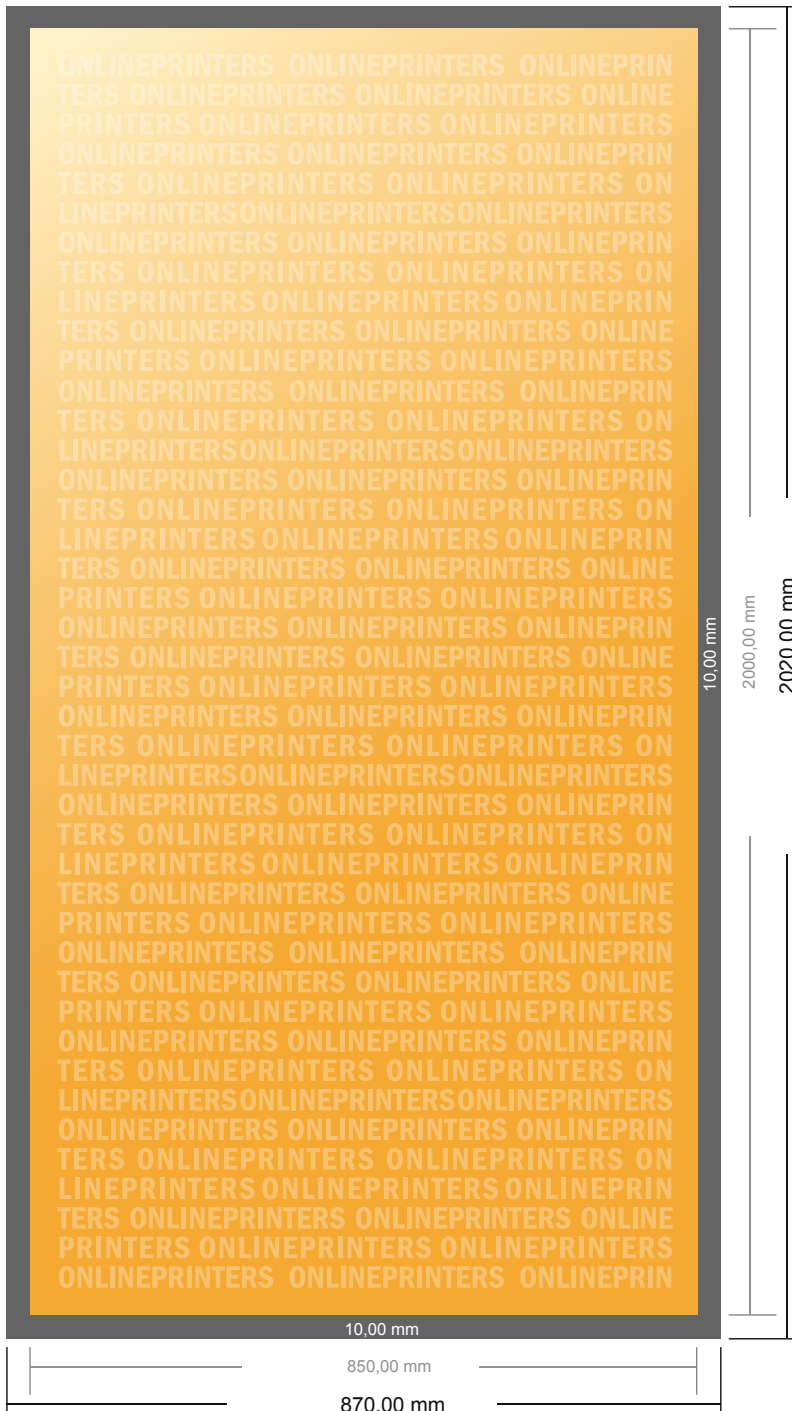 ONLINEPRINTERS ONLINEPRINTERS ONLINEPRIN
TERS ONLINEPRINTERS ONLINEPRINTERS ONLINE
PRINTERS ONLINEPRINTERS ONLINEPRINTERS
ONLINEPRINTERS ONLINEPRINTERS ONLINEPRIN
TERS ONLINEPRINTERS ONLINEPRINTERS ON
LINEPRINTERSONLINEPRINTERSONLINEPRINTERS
ONLINEPRINTERS ONLINEPRINTERS ONLINEPRIN
TERS ONLINEPRINTERS ONLINEPRINTERS ON
LINEPRINTERS ONLINEPRINTERS ONLINEPRIN
TERS ONLINEPRINTERS ONLINEPRINTERS ONLINE
PRINTERS ONLINEPRINTERS ONLINEPRINTERS
ONLINEPRINTERS ONLINEPRINTERS ONLINEPRIN
TERS ONLINEPRINTERS ONLINEPRINTERS ON
LINEPRINTERSONLINEPRINTERSONLINEPRINTERS
ONLINEPRINTERS ONLINEPRINTERS ONLINEPRIN
TERS ONLINEPRINTERS ONLINEPRINTERS ON
LINEPRINTERS ONLINEPRINTERS ONLINEPRIN
TERS ONLINEPRINTERS ONLINEPRINTERS ONLINE
PRINTERS ONLINEPRINTERS ONLINEPRINTERS
ONLINEPRINTERS ONLINEPRINTERS ONLINEPRIN
TERS ONLINEPRINTERS ONLINEPRINTERS ONLINE
PRINTERS ONLINEPRINTERS ONLINEPRINTERS
ONLINEPRINTERS ONLINEPRINTERS ONLINEPRIN
TERS ONLINEPRINTERS ONLINEPRINTERS ON
LINEPRINTERSONLINEPRINTERSONLINEPRINTERS
ONLINEPRINTERS ONLINEPRINTERS ONLINEPRIN
TERS ONLINEPRINTERS ONLINEPRINTERS ON
LINEPRINTERS ONLINEPRINTERS ONLINEPRIN
TERS ONLINEPRINTERS ONLINEPRINTERS ONLINE
PRINTERS ONLINEPRINTERS ONLINEPRINTERS
ONLINEPRINTERS ONLINEPRINTERS ONLINEPRIN
TERS ONLINEPRINTERS ONLINEPRINTERS ONLINE
PRINTERS ONLINEPRINTERS ONLINEPRINTERS
ONLINEPRINTERS ONLINEPRINTERS ONLINEPRIN
TERS ONLINEPRINTERS ONLINEPRINTERS ON
LINEPRINTERSONLINEPRINTERSONLINEPRINTERS
ONLINEPRINTERS ONLINEPRINTERS ONLINEPRIN
TERS ONLINEPRINTERS ONLINEPRINTERS ON
LINEPRINTERS ONLINEPRINTERS ONLINEPRIN
TERS ONLINEPRINTERS ONLINEPRINTERS ONLINE
PRINTERS ONLINEPRINTERS ONLINEPRINTERS
ONLINEPRINTERS ONLINEPRINTERS ONLINEPRIN
10,00 mm
2000,00 mm
2020,00 mm
10,00 mm
850,00 mm
870,00 mm